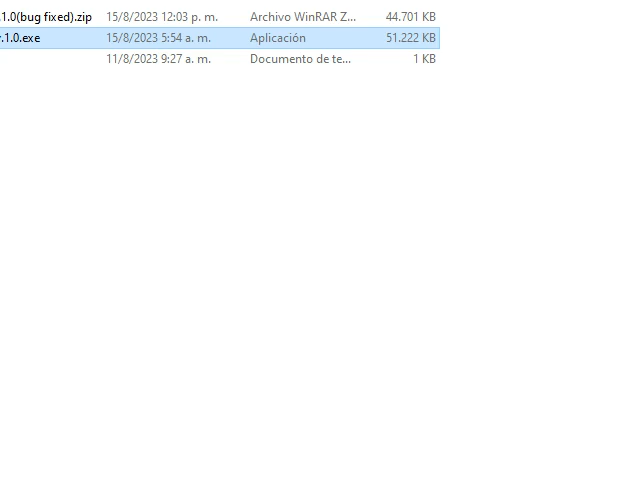 .1.0(bug fixed).zip 15/8/2023 12:03 p. m. Archivo WinRAR Z... 44.701 KB
.1.0.exe 15/8/2023 5:54 a. m. Aplicación 51.222 KB
11/8/2023 9:27 a. m. Documento de te... 1 KB